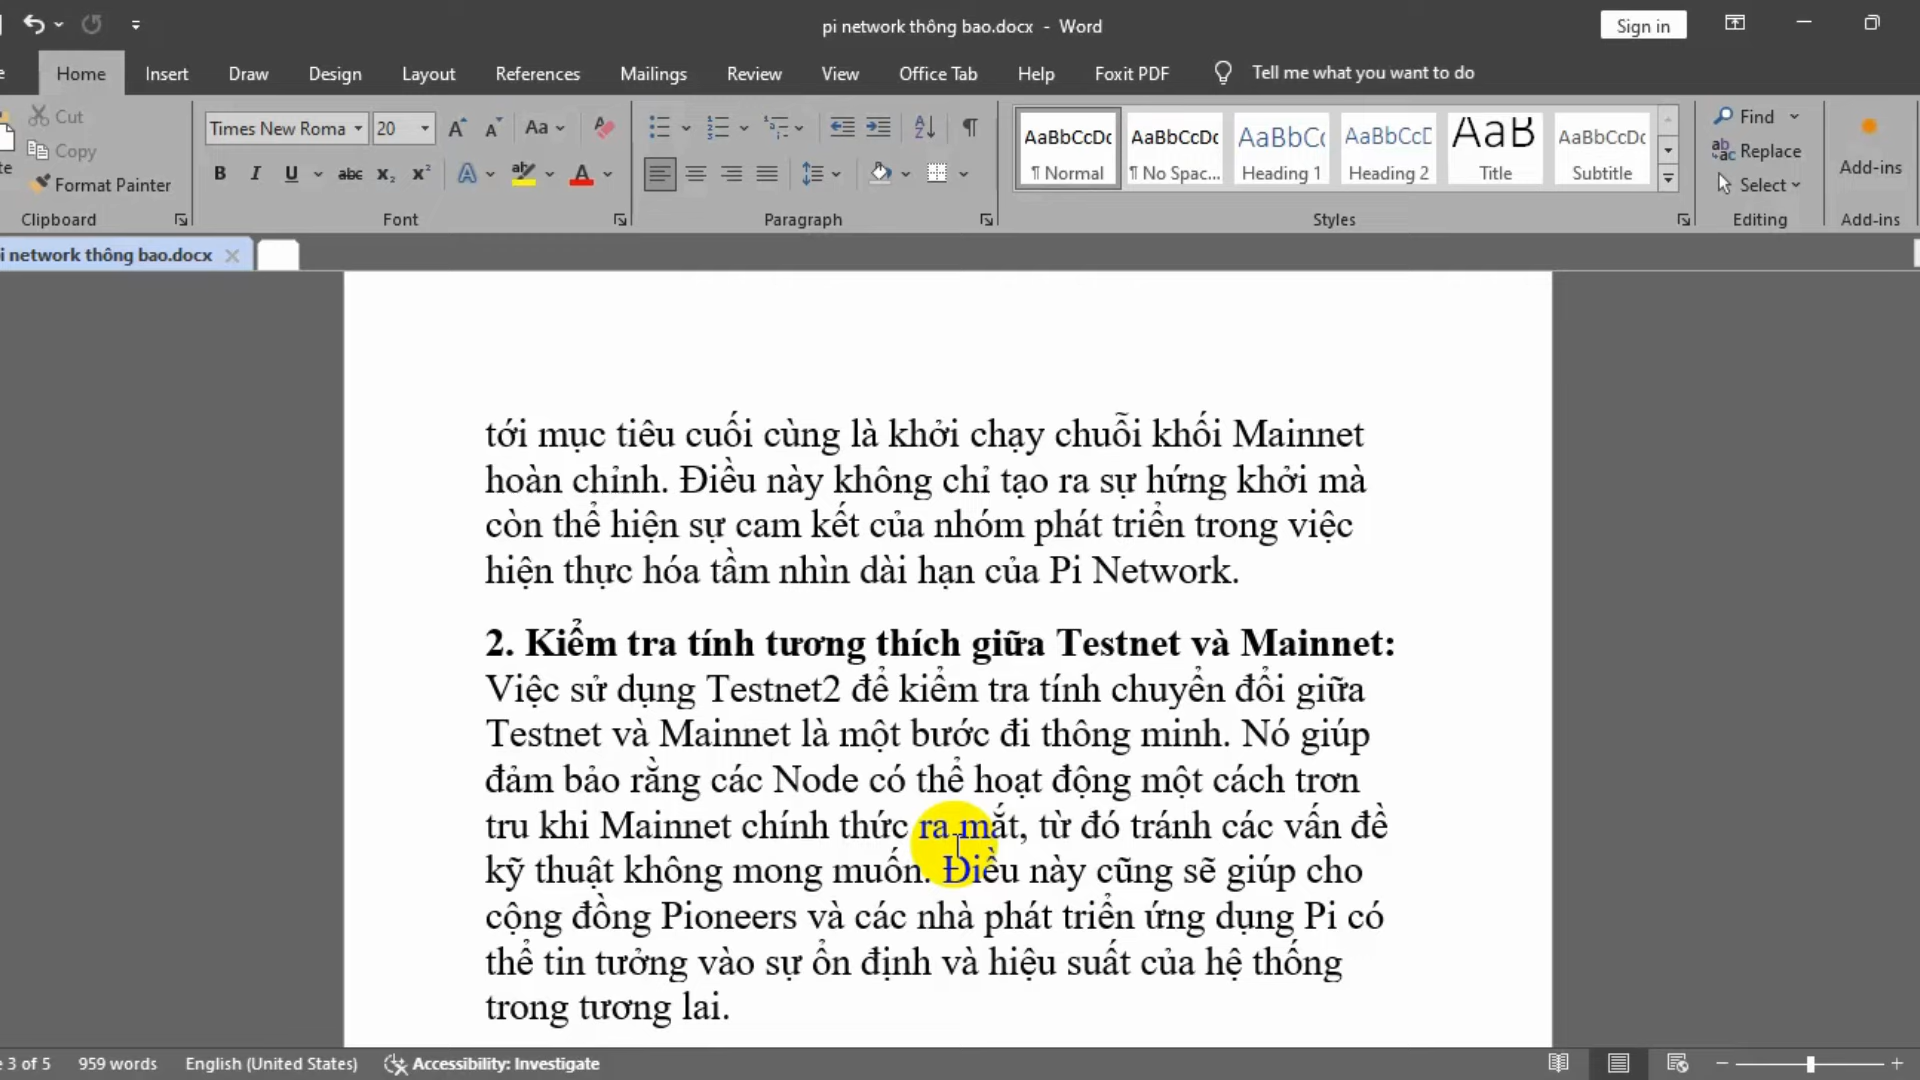 pi network thông bao.docx - Word
Sign in
Home Insert Draw Design Layout References Mailings Review View Office Tab Help Foxit PDF Tell me what you want to do
Cut
Copy
Format Painter
Clipboard
Times New Roma 20
Aa
B I U abc x₂ x² A A
Font
Paragraph
AaBbCcDc AaBbCcDc AaBbCc AaBbCcD AaB AaBbCcDc
¶ Normal ¶ No Spac... Heading 1 Heading 2 Title Subtitle
Styles
Find
Replace
Select
Editing
Add-ins
Add-ins
i network thông bao.docx
tới mục tiêu cuối cùng là khởi chạy chuỗi khối Mainnet
hoàn chỉnh. Điều này không chỉ tạo ra sự hứng khởi mà
còn thể hiện sự cam kết của nhóm phát triển trong việc
hiện thực hóa tầm nhìn dài hạn của Pi Network.
2. Kiểm tra tính tương thích giữa Testnet và Mainnet:
Việc sử dụng Testnet2 để kiểm tra tính chuyển đổi giữa
Testnet và Mainnet là một bước đi thông minh. Nó giúp
đảm bảo rằng các Node có thể hoạt động một cách trơn
tru khi Mainnet chính thức ra mắt, từ đó tránh các vấn đề
kỹ thuật không mong muốn. Điều này cũng sẽ giúp cho
cộng đồng Pioneers và các nhà phát triển ứng dụng Pi có
thể tin tưởng vào sự ổn định và hiệu suất của hệ thống
trong tương lai.
3 of 5 959 words English (United States) Accessibility: Investigate